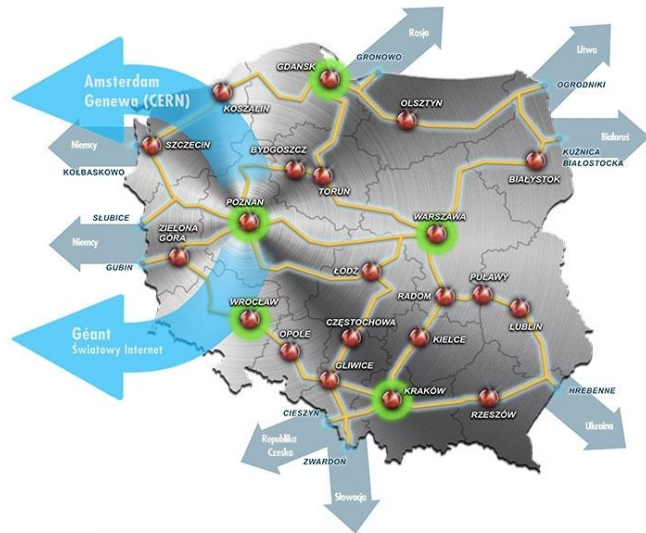 Rosja
Litwa
GDAŃSK
GRONOWO
Amsterdam
Genewa (CERN)
OGRODNIKI
KOSZALIN
OLSZTYN
Niemcy
SZCZECIN
BYDGOSZCZ
Białoruś
KUŹNICA
BIAŁOSTOCKA
KOŁBASKOWO
TORUŃ
BIAŁYSTOK
POZNAŃ
SŁUBICE
WARSZAWA
ZIELONA
GÓRA
Niemcy
GUBIN
ŁÓDŹ
PUŁAWY
RADOM
WROCŁAW
LUBLIN
Géant
Światowy Internet
CZĘSTOCHOWA
OPOLE
KIELCE
GLIWICE
KRAKÓW
HREBENNE
CIESZYN
RZESZÓW
Ukraina
Republika
Czeska
ZWARDOŃ
Słowacja